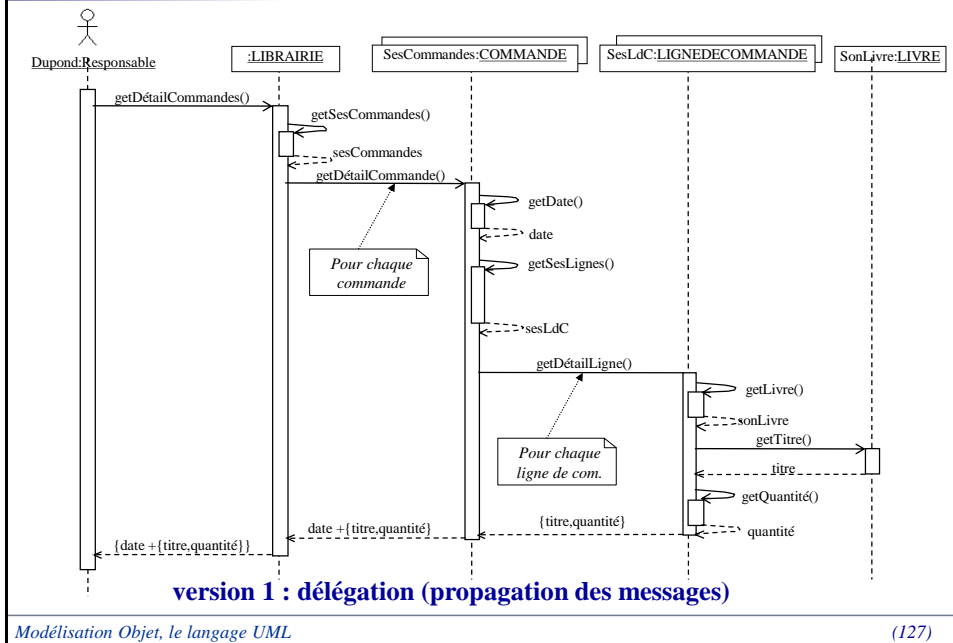 Dupond:Responsable
:LIBRAIRIE
SesCommandes:COMMANDE
SesLdC:LIGNEDECOMMANDE
SonLivre:LIVRE
getDétailCommandes()
getSesCommandes()
sesCommandes
getDétailCommande()
getDate()
date
Pour chaque
commande
getSesLignes()
sesLdC
getDétailLigne()
getLivre()
sonLivre
Pour chaque
ligne de com.
getTitre()
titre
getQuantité()
quantité
{titre,quantité}
date +{titre,quantité}
{date +{titre,quantité}}
version 1 : délégation (propagation des messages)
Modélisation Objet, le langage UML
(127)